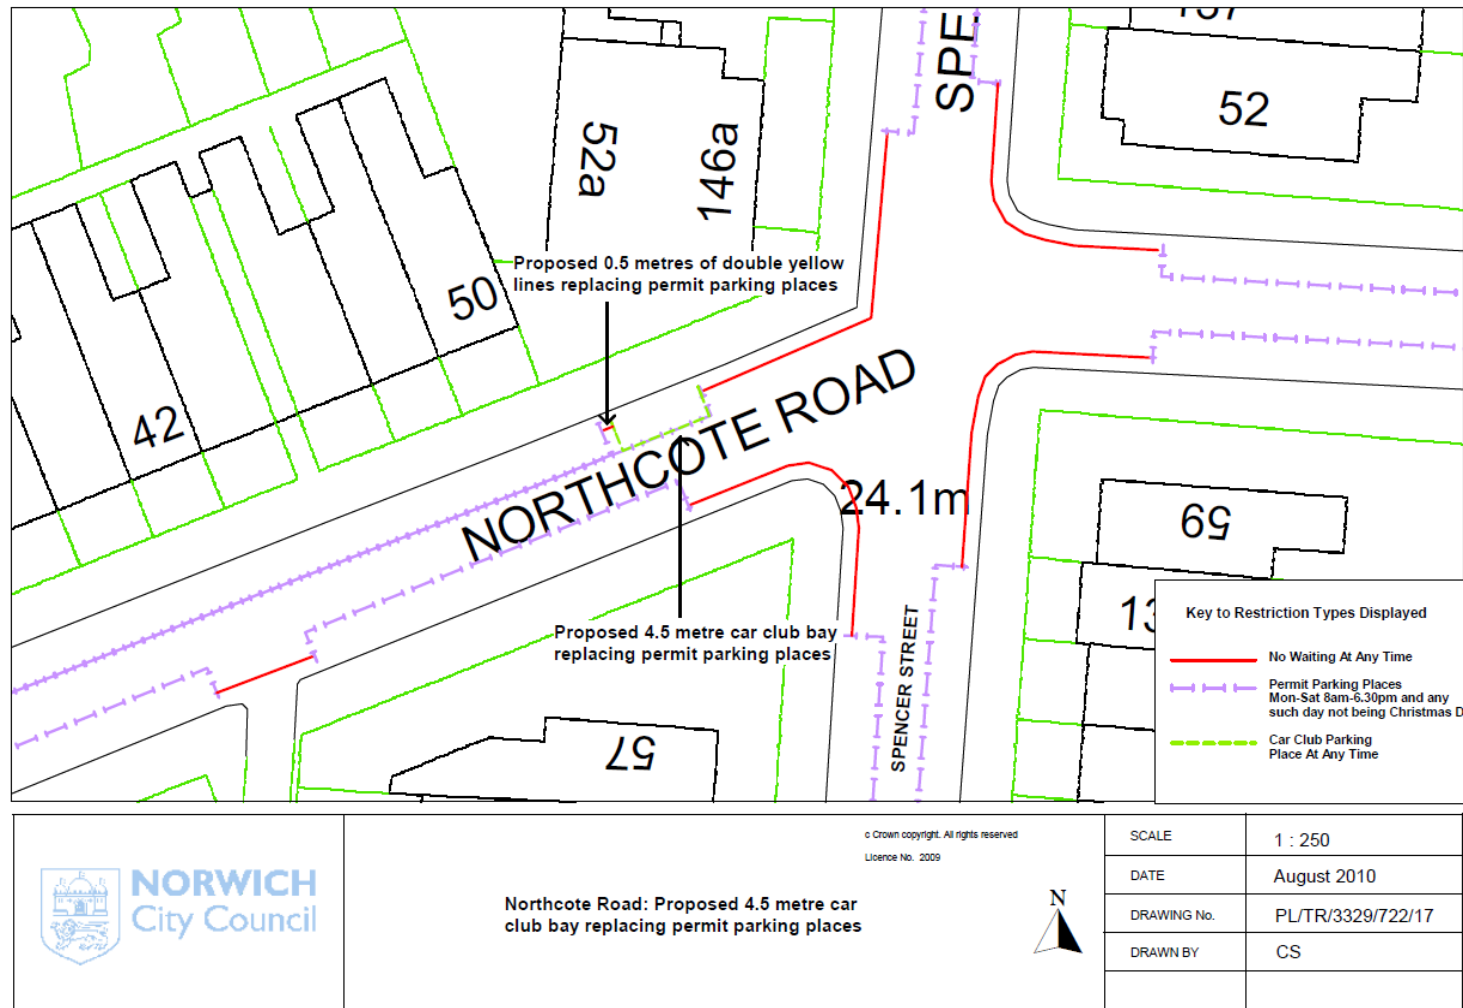 137
SPE
52
52a
146a
Proposed 0.5 metres of double yellow
lines replacing permit parking places
50
42
NORTHCOTE ROAD
24.1m
59
Proposed 4.5 metre car club bay
replacing permit parking places
SPENCER STREET
57
13
Key to Restriction Types Displayed
No Waiting At Any Time
Permit Parking Places
Mon-Sat 8am-6.30pm and any
such day not being Christmas D
Car Club Parking
Place At Any Time
NORWICH
City Council
c Crown copyright. All rights reserved
Licence No. 2009
Northcote Road: Proposed 4.5 metre car
club bay replacing permit parking places
N
SCALE 1 : 250
DATE August 2010
DRAWING No. PL/TR/3329/722/17
DRAWN BY CS